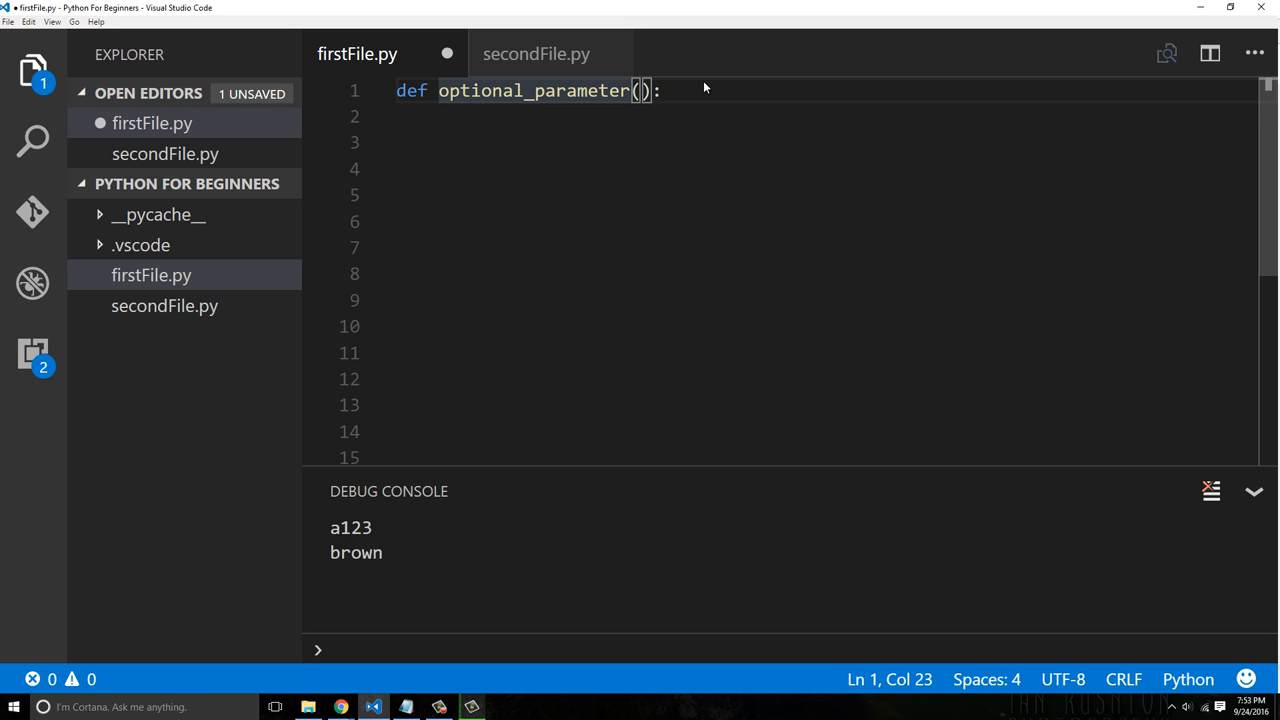 ● firstFile.py - Python For Beginners - Visual Studio Code
File Edit View Go Help
EXPLORER
firstFile.py
secondFile.py
OPEN EDITORS 1 UNSAVED
firstFile.py
secondFile.py
PYTHON FOR BEGINNERS
__pycache__
.vscode
firstFile.py
secondFile.py
1
2
1 def optional_parameter():
2
3
4
5
6
7
8
9
10
11
12
13
14
15
DEBUG CONSOLE
a123
brown
0 0
Ln 1, Col 23 Spaces: 4 UTF-8 CRLF Python
I'm Cortana. Ask me anything.
7:53 PM
9/24/2016